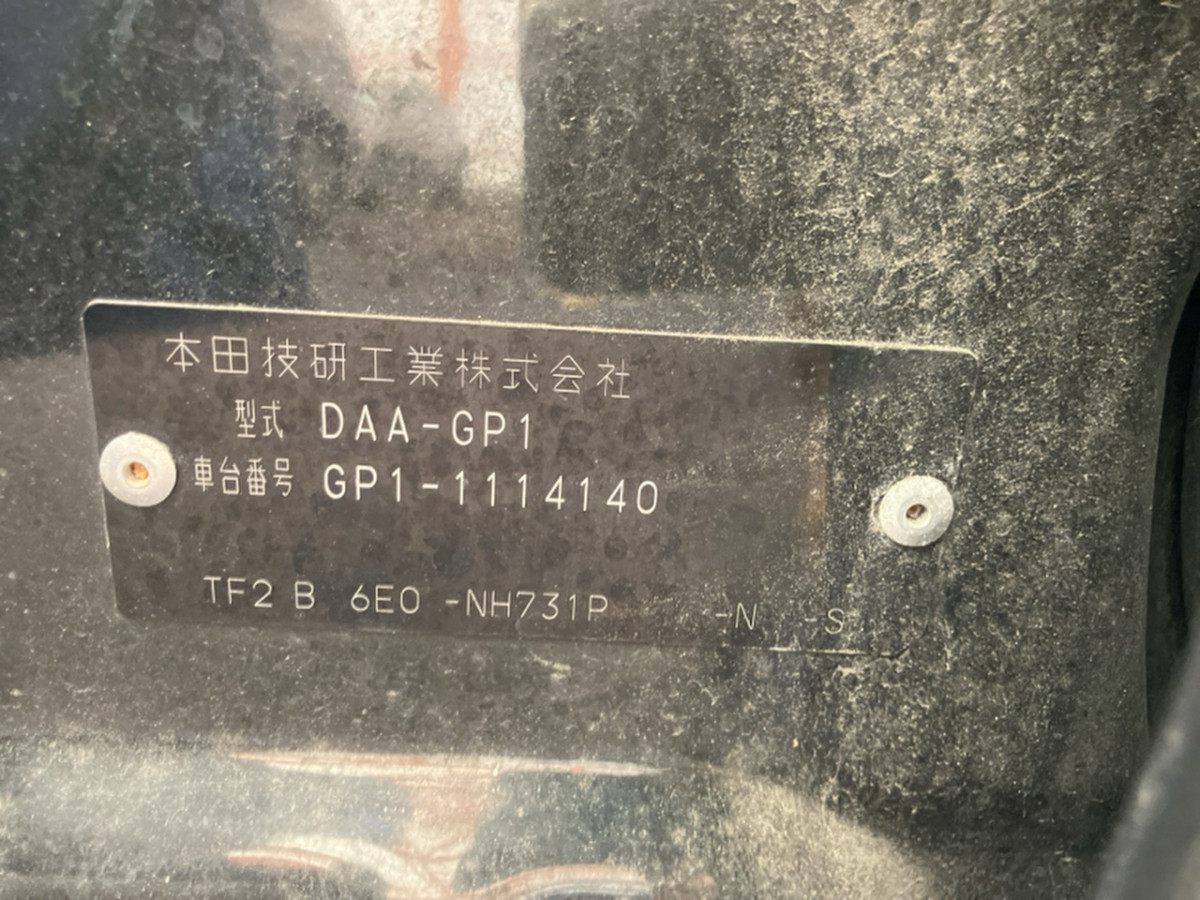 本田技研工業株式会社
型式 DAA-GP1
車台番号 GP1-1114140
TF2 B 6E0 -NH731P -N -S